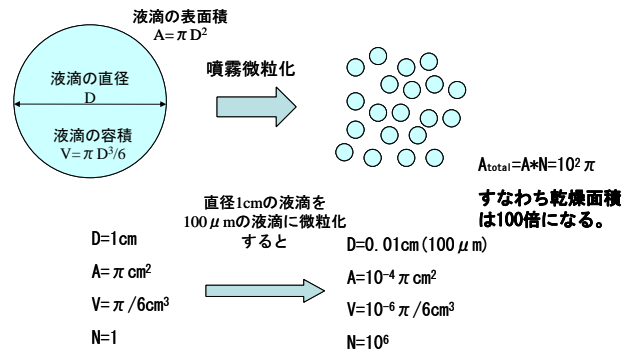 液滴の表面積
A=πD²
液滴の直径
D
液滴の容積
V=πD³/6
噴霧微粒化
Atotal=A*N=10²π
すなわち乾燥面積
は100倍になる。
直径1cmの液滴を
100μmの液滴に微粒化
すると
D=1cm
A=πcm²
V=π/6cm³
N=1
D=0.01cm(100μm)
A=10⁻⁴πcm²
V=10⁻⁶π/6cm³
N=10⁶